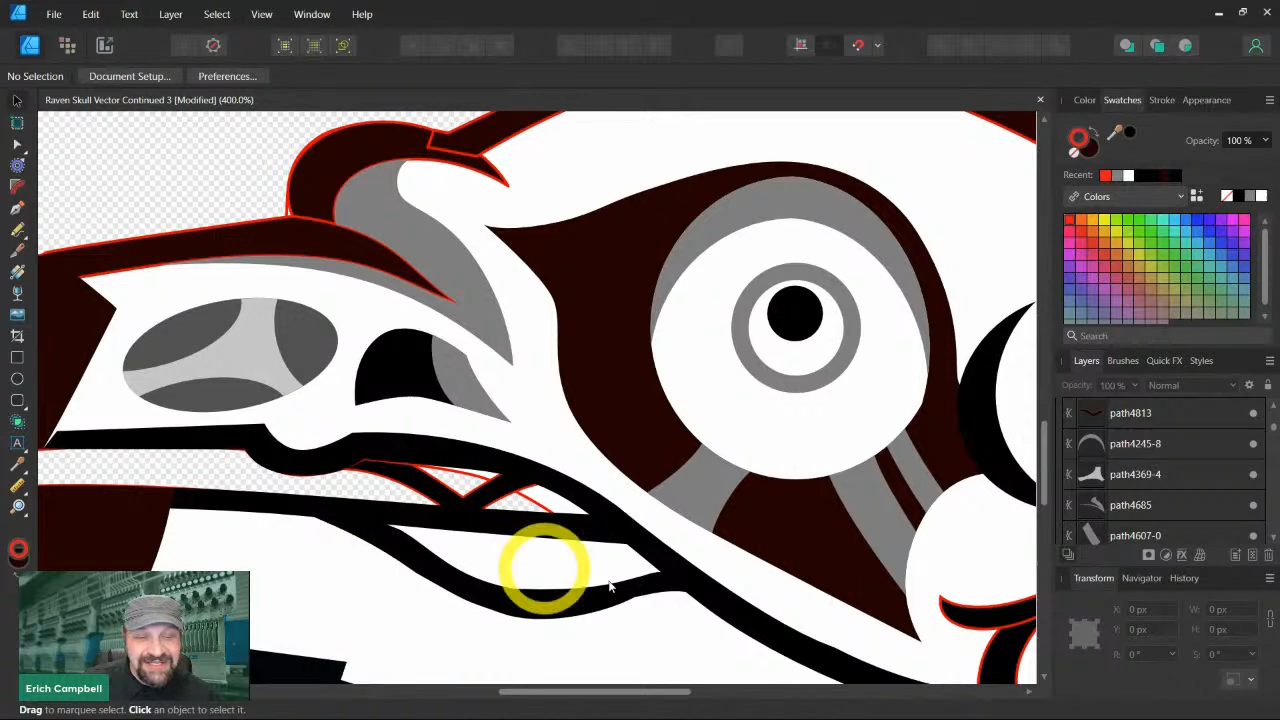 File Edit Text Layer Select View Window Help
No Selection Document Setup... Preferences...
Raven Skull Vector Continued 3 [Modified] (400.0%)
Color Swatches Stroke Appearance
Opacity: 100 %
Recent:
Colors
Search
Layers Brushes Quick FX Styles
Opacity: 100 % Normal
path4813
path4245-8
path4369-4
path4685
path4607-0
Transform Navigator History
X: 0 px W: 0 px
Y: 0 px H: 0 px
R: 0 ° S: 0 °
Erich Campbell
Drag to marquee select. Click an object to select it.